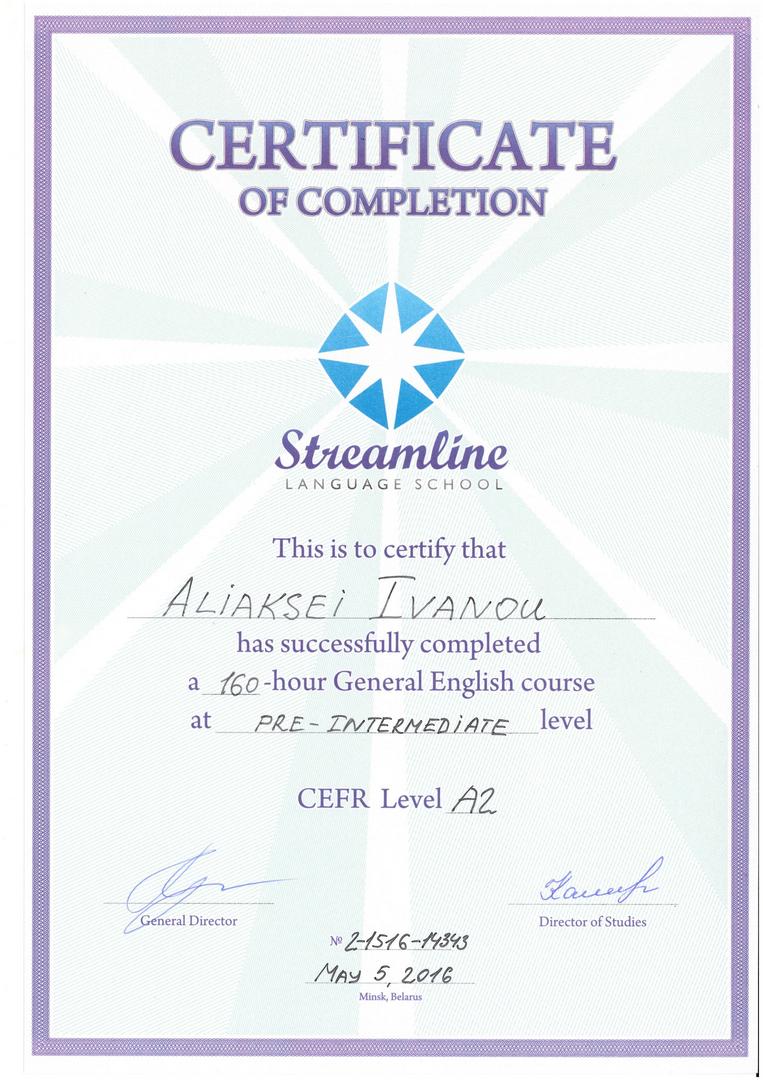 CERTIFICATE
OF COMPLETION
Streamline
LANGUAGE SCHOOL
This is to certify that
ALIAKSEI IVANOU
has successfully completed
a 160-hour General English course
at PRE-INTERMEDIATE level
CEFR Level A2
General Director
Director of Studies
№ 2-1516-14343
MAY 5, 2016
Minsk, Belarus